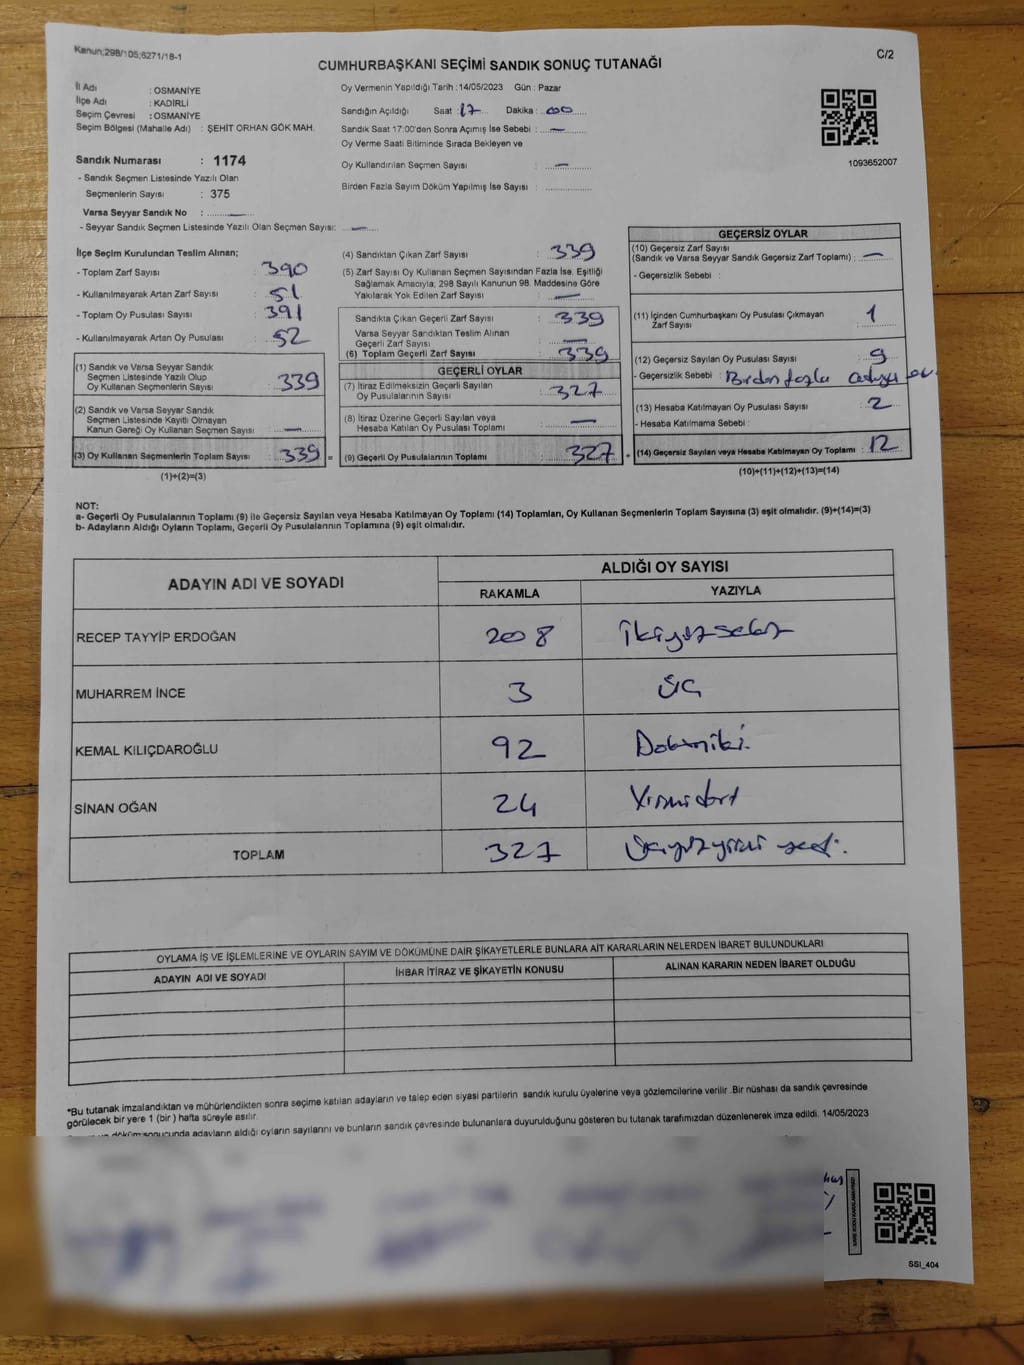 Kanun;298/105;6271/18-1
C/2
CUMHURBAŞKANI SEÇİMİ SANDIK SONUÇ TUTANAĞI
İl Adı : OSMANİYE
İlçe Adı : KADİRLİ
Seçim Çevresi : OSMANİYE
Seçim Bölgesi (Mahalle Adı) : ŞEHİT ORHAN GÖK MAH.
Sandık Numarası : 1174
- Sandık Seçmen Listesinde Yazılı Olan
Seçmenlerin Sayısı : 375
Varsa Seyyar Sandık No : —
- Seyyar Sandık Seçmen Listesinde Yazılı Olan Seçmen Sayısı: —
Oy Vermenin Yapıldığı Tarih : 14/05/2023 Gün : Pazar
Sandığın Açıldığı Saat : 17 Dakika : 00
Sandık Saat 17:00'den Sonra Açımış İse Sebebi : —
Oy Verme Saati Bitiminde Sırada Bekleyen ve
Oy Kullandırılan Seçmen Sayısı : —
Birden Fazla Sayım Döküm Yapılmış İse Sayısı :
1093652007
İlçe Seçim Kurulundan Teslim Alınan;
- Toplam Zarf Sayısı : 390
- Kullanılmayarak Artan Zarf Sayısı : 51
- Toplam Oy Pusulası Sayısı : 391
- Kullanılmayarak Artan Oy Pusulası : 52
(1) Sandık ve Varsa Seyyar Sandık
Seçmen Listesinde Yazılı Olup
Oy Kullanan Seçmenlerin Sayısı : 339
(2) Sandık ve Varsa Seyyar Sandık
Seçmen Listesinde Kayıtlı Olmayan
Kanun Gereği Oy Kullanan Seçmen Sayısı : —
(3) Oy Kullanan Seçmenlerin Toplam Sayısı : 339 =
(1)+(2)=(3)
(4) Sandıktan Çıkan Zarf Sayısı : 339
(5) Zarf Sayısı Oy Kullanan Seçmen Sayısından Fazla İse, Eşitliği
Sağlamak Amacıyla; 298 Sayılı Kanunun 98. Maddesine Göre
Yakılarak Yok Edilen Zarf Sayısı : —
Sandıkta Çıkan Geçerli Zarf Sayısı : 339
Varsa Seyyar Sandıktan Teslim Alınan
Geçerli Zarf Sayısı : —
(6) Toplam Geçerli Zarf Sayısı : 339
GEÇERLİ OYLAR
(7) İtiraz Edilmeksizin Geçerli Sayılan
Oy Pusulasının Sayısı : 327
(8) İtiraz Üzerine Geçerli Sayılan veya
Hesaba Katılan Oy Pusulası Toplamı : —
(9) Geçerli Oy Pusulalarının Toplamı : 327 +
GEÇERSİZ OYLAR
(10) Geçersiz Zarf Sayısı
(Sandık ve Varsa Seyyar Sandık Geçersiz Zarf Toplamı) : —
- Geçersizlik Sebebi :
(11) İçinden Cumhurbaşkanı Oy Pusulası Çıkmayan
Zarf Sayısı : 1
(12) Geçersiz Sayılan Oy Pusulası Sayısı : 9
- Geçersizlik Sebebi : Birden fazla
(13) Hesaba Katılmayan Oy Pusulası Sayısı : 2
- Hesaba Katılmama Sebebi :
(14) Geçersiz Sayılan veya Hesaba Katılmayan Oy Toplamı : 12
(10)+(11)+(12)+(13)=(14)
NOT:
a- Geçerli Oy Pusulalarının Toplamı (9) ile Geçersiz Sayılan veya Hesaba Katılmayan Oy Toplamı (14) Toplamları, Oy Kullanan Seçmenlerin Toplam Sayısına (3) eşit olmalıdır. (9)+(14)=(3)
b- Adayların Aldığı Oyların Toplamı, Geçerli Oy Pusulalarının Toplamına (9) eşit olmalıdır.
ADAYIN ADI VE SOYADI
ALDIĞI OY SAYISI
RAKAMLA YAZIYLA
RECEP TAYYİP ERDOĞAN 208 ikiyüzsekiz
MUHARREM İNCE 3 üç
KEMAL KILIÇDAROĞLU 92 Doksaniki
SİNAN OĞAN 24 Yirmidört
TOPLAM 327 Üçyüzyirmi yedi.
OYLAMA İŞ VE İŞLEMLERİNE VE OYLARIN SAYIM VE DÖKÜMÜNE DAİR ŞİKAYETLERLE BUNLARA AİT KARARLARIN NELERDEN İBARET BULUNDUKLARI
ADAYIN ADI VE SOYADI İHBAR İTİRAZ VE ŞİKAYETİN KONUSU ALINAN KARARIN NEDEN İBARET OLDUĞU
*Bu tutanak imzalandıktan ve mühürlendikten sonra seçime katılan adayların ve talep eden siyasi partilerin sandık kurulu üyelerine veya gözlemcilerine verilir .Bir nüshası da sandık çevresinde
görülecek bir yere 1 (bir ) hafta süreyle asılır.
döküm sonucunda adayların aldığı oyların sayılarını ve bunların sandık çevresinde bulunanlara duyurulduğunu gösteren bu tutanak tarafımızdan düzenlenerek imza edildi. 14/05/2023
SSI_404